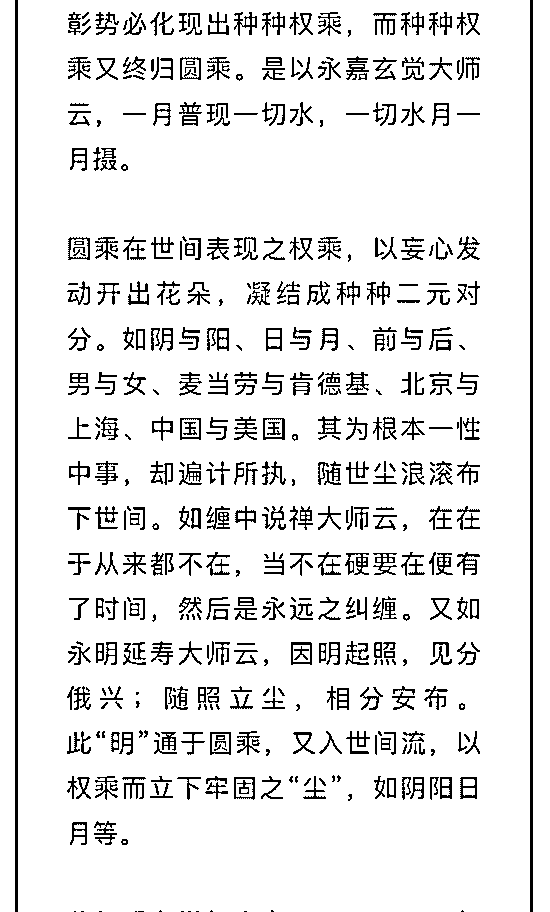 彰势必化现出种种权乘，而种种权
乘又终归圆乘。是以永嘉玄觉大师
云，一月普现一切水，一切水月一
月摄。
圆乘在世间表现之权乘，以妄心发
动开出花朵，凝结成种种二元对
分。如阴与阳、日与月、前与后、
男与女、麦当劳与肯德基、北京与
上海、中国与美国。其为根本一性
中事，却遍计所执，随世尘浪滚布
下世间。如缠中说禅大师云，在在
于从来都不在，当不在硬要在便有
了时间，然后是永远之纠缠。又如
永明延寿大师云，因明起照，见分
俄兴；随照立尘，相分安布。
此“明”通于圆乘，又入世间流，以
权乘而立下牢固之“尘”，如阴阳日
月等。